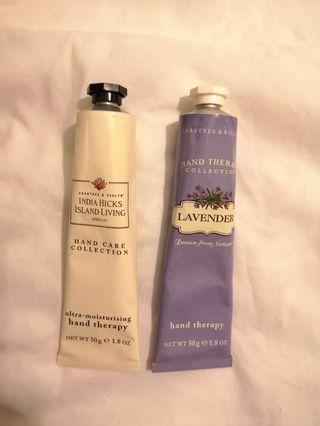 CRABTREE & EVELYN
INDIA HICKS
ISLAND LIVING
HAND CARE
COLLECTION
ultra-moisturising
hand therapy
NET WT 50g e 1.8 OZ
CRABTREE & EVELYN
HAND THERAPY
COLLECTION
LAVENDER
Drawn from Nature
hand therapy
NET WT 50g e 1.8 OZ